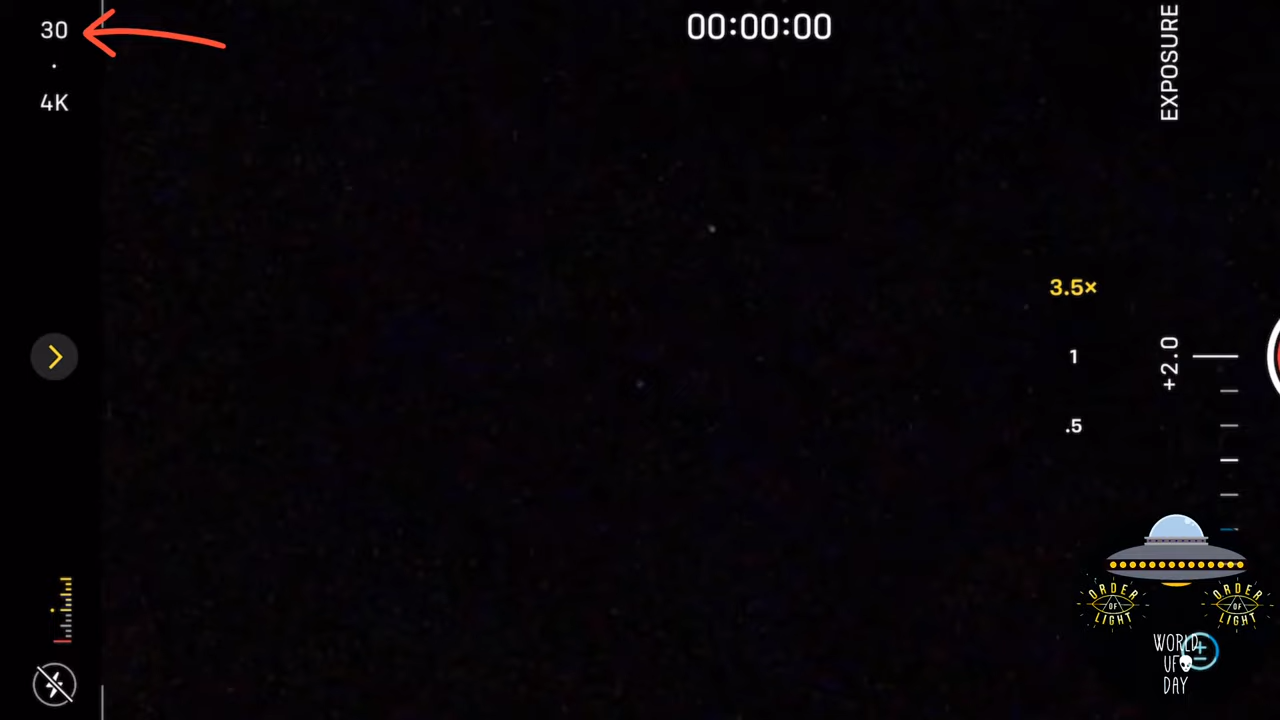 30
·
4K
00:00:00
EXPOSURE
3.5×
1
.5
+2.0
ORDER
OF
LIGHT
ORDER
OF
LIGHT
WORLD
UFO
DAY